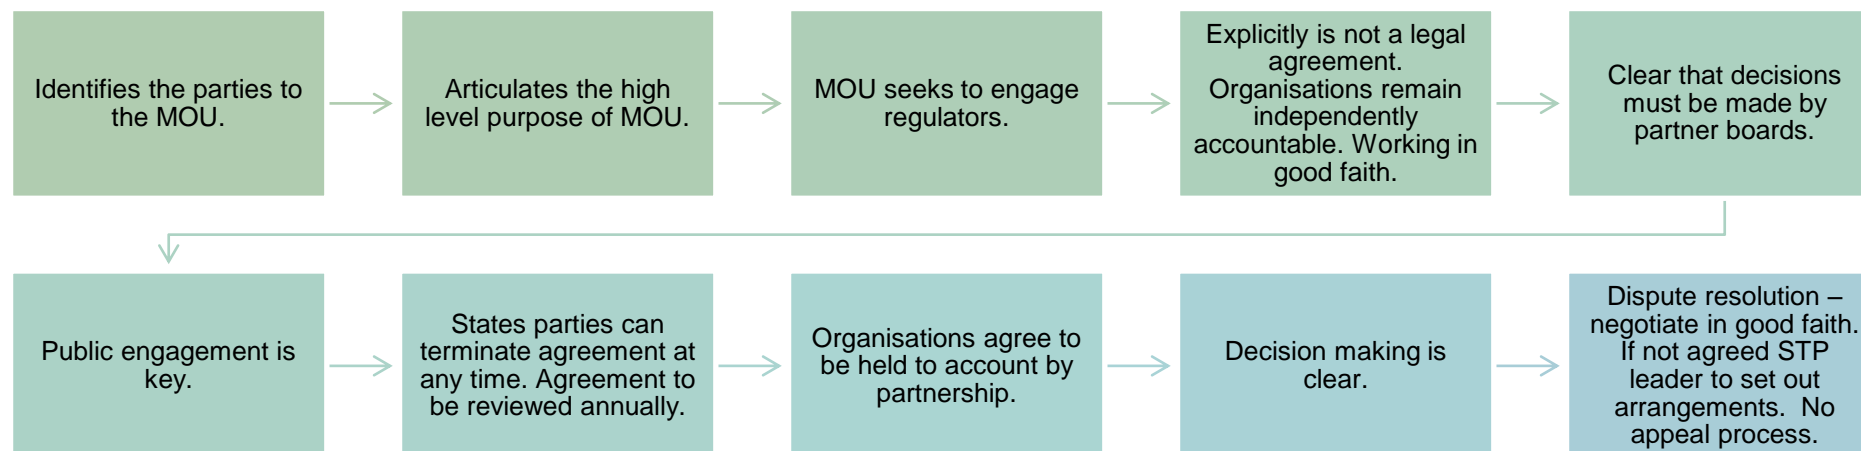 Identifies the parties to
the MOU.
Articulates the high
level purpose of MOU.
MOU seeks to engage
regulators.
Explicitly is not a legal
agreement.
Organisations remain
independently
accountable. Working in
good faith.
Clear that decisions
must be made by
partner boards.
Public engagement is
key.
States parties can
terminate agreement at
any time. Agreement to
be reviewed annually.
Organisations agree to
be held to account by
partnership.
Decision making is
clear.
Dispute resolution –
negotiate in good faith.
If not agreed STP
leader to set out
arrangements.  No
appeal process.